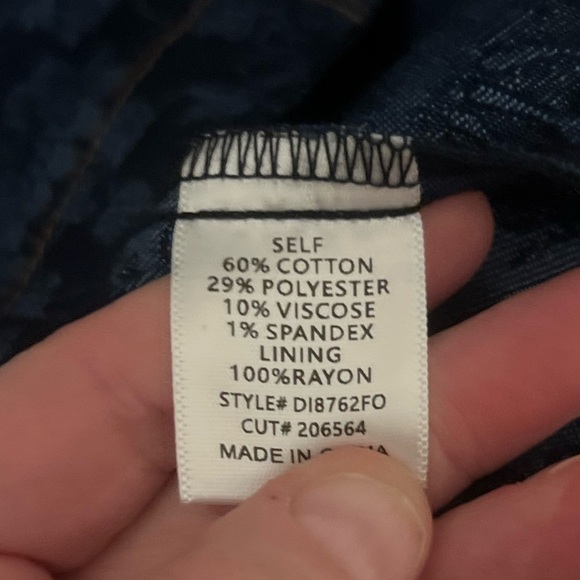 SELF
60% COTTON
29% POLYESTER
10% VISCOSE
1% SPANDEX
LINING
100%RAYON
STYLE# DI8762FO
CUT# 206564
MADE IN